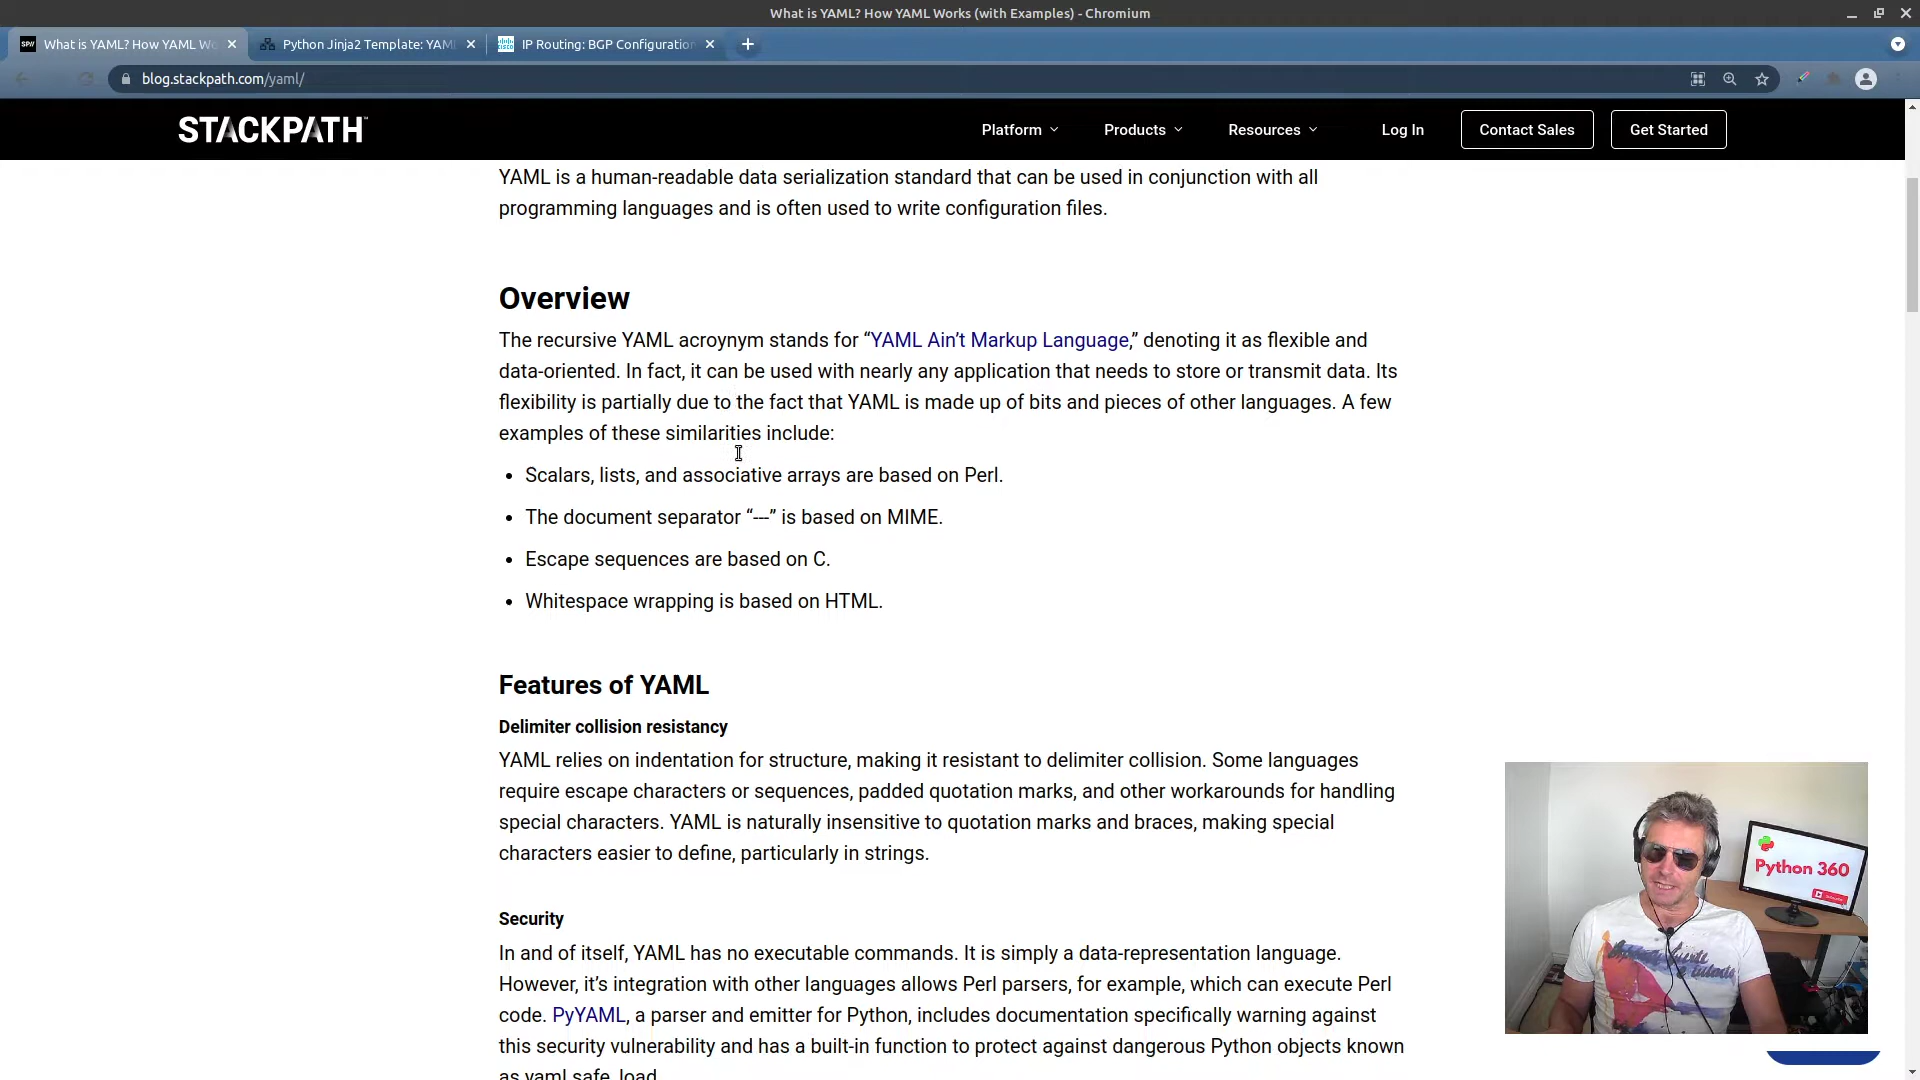 What is YAML? How YAML Works (with Examples) - Chromium
What is YAML? How YAML Wo
Python Jinja2 Template: YAML
IP Routing: BGP Configuration
blog.stackpath.com/yaml/
STACKPATH
Platform
Products
Resources
Log In
Contact Sales
Get Started
YAML is a human-readable data serialization standard that can be used in conjunction with all
programming languages and is often used to write configuration files.
Overview
The recursive YAML acroynym stands for “YAML Ain’t Markup Language,” denoting it as flexible and
data-oriented. In fact, it can be used with nearly any application that needs to store or transmit data. Its
flexibility is partially due to the fact that YAML is made up of bits and pieces of other languages. A few
examples of these similarities include:
• Scalars, lists, and associative arrays are based on Perl.
• The document separator “---” is based on MIME.
• Escape sequences are based on C.
• Whitespace wrapping is based on HTML.
Features of YAML
Delimiter collision resistancy
YAML relies on indentation for structure, making it resistant to delimiter collision. Some languages
require escape characters or sequences, padded quotation marks, and other workarounds for handling
special characters. YAML is naturally insensitive to quotation marks and braces, making special
characters easier to define, particularly in strings.
Security
In and of itself, YAML has no executable commands. It is simply a data-representation language.
However, it’s integration with other languages allows Perl parsers, for example, which can execute Perl
code. PyYAML, a parser and emitter for Python, includes documentation specifically warning against
this security vulnerability and has a built-in function to protect against dangerous Python objects known
as yaml safe_load
Python 360